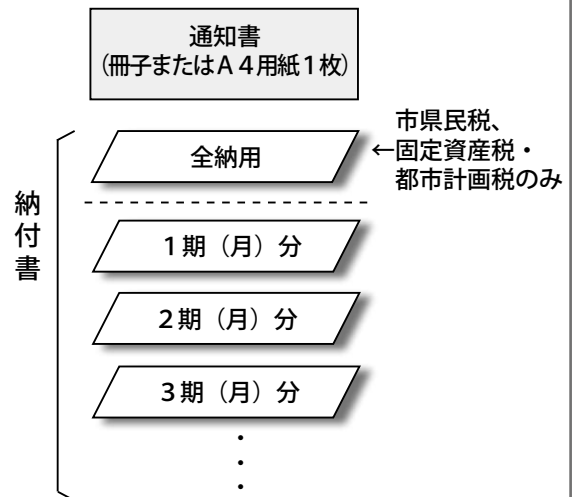 通知書
（冊子またはＡ４用紙１枚）
市県民税、
全納用
←固定資産税・
都市計画税のみ
納付書
１期（月）分
２期（月）分
３期（月）分
・
・
・